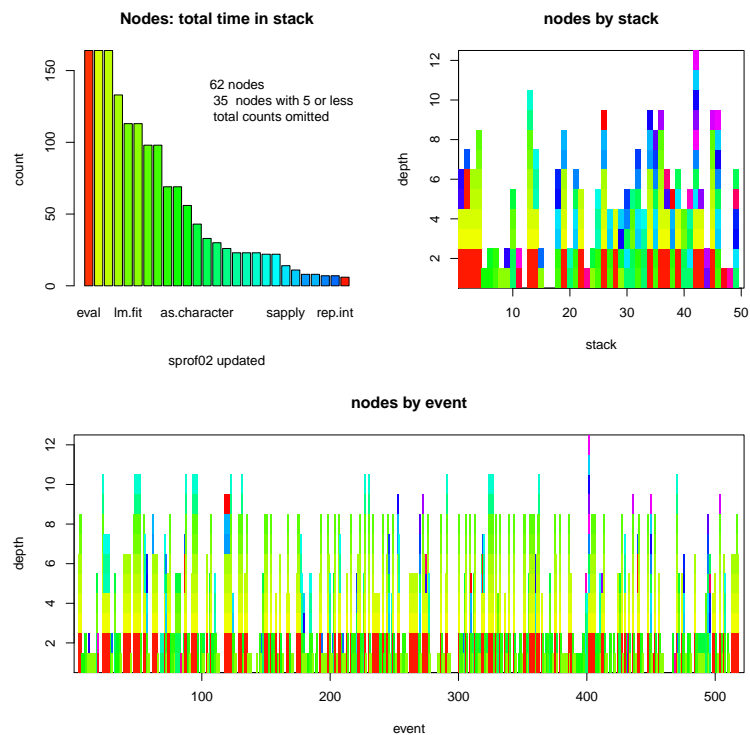 Nodes: total time in stack
count
0
50
100
150
62 nodes
35 nodes with 5 or less
total counts omitted
eval lm.fit as.character sapply rep.int
sprof02 updated
nodes by stack
depth
2
4
6
8
10
12
10 20 30 40 50
stack
nodes by event
depth
2
4
6
8
10
12
100 200 300 400 500
event